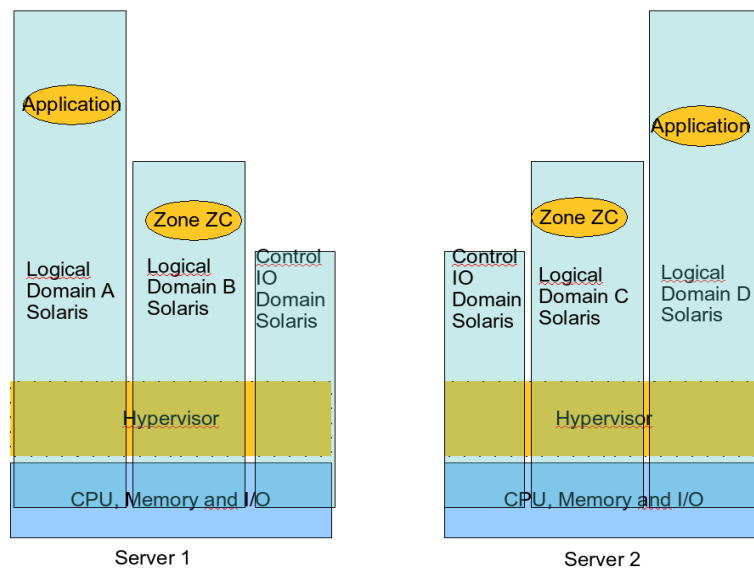 Application
Zone ZC
Logical
Domain A
Solaris
Logical
Domain B
Solaris
Control
IO
Domain
Solaris
Hypervisor
CPU, Memory and I/O
Server 1
Application
Zone ZC
Control
IO
Domain
Solaris
Logical
Domain C
Solaris
Logical
Domain D
Solaris
Hypervisor
CPU, Memory and I/O
Server 2